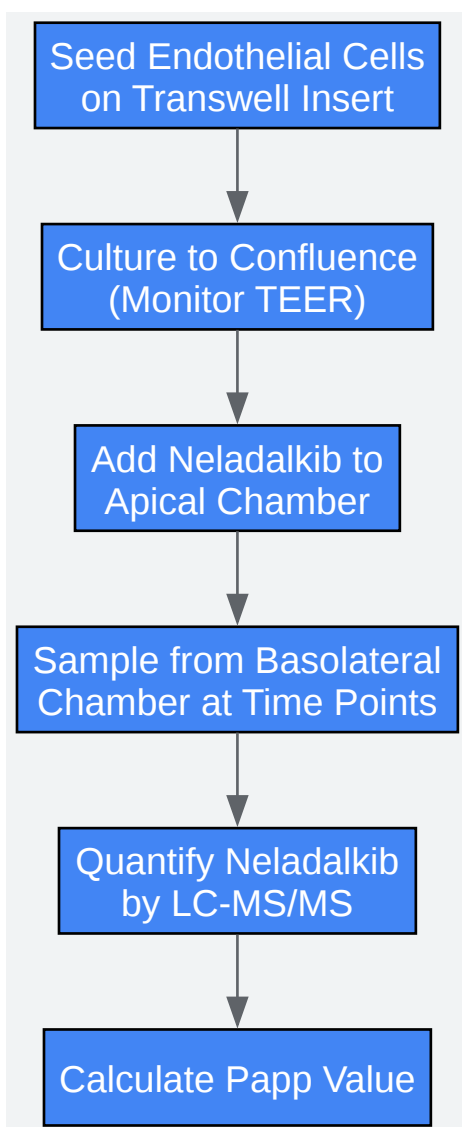 Seed Endothelial Cells
on Transwell Insert
Culture to Confluence
(Monitor TEER)
Add Neladalkib to
Apical Chamber
Sample from Basolateral
Chamber at Time Points
Quantify Neladalkib
by LC-MS/MS
Calculate Papp Value